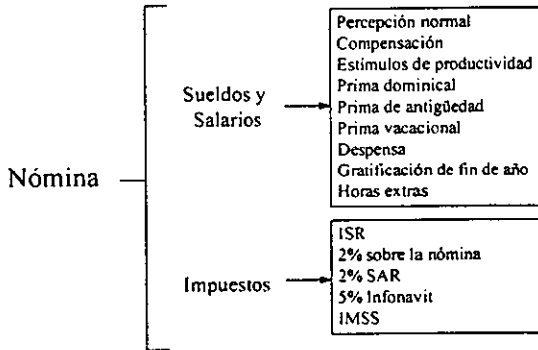 Nómina
Sueldos y
Salarios
Percepción normal
Compensación
Estímulos de productividad
Prima dominical
Prima de antigüedad
Prima vacacional
Despensa
Gratificación de fin de año
Horas extras
Impuestos
ISR
2% sobre la nómina
2% SAR
5% Infonavit
IMSS